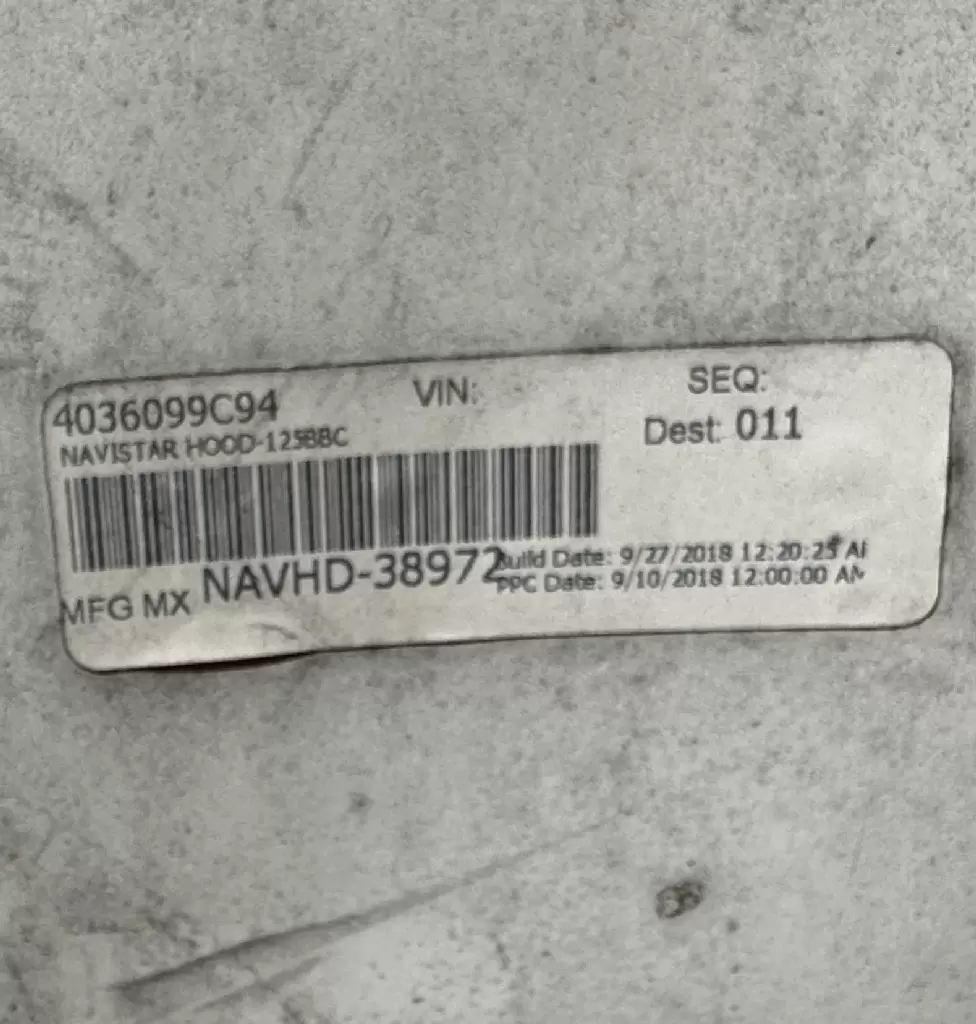 4036099C94 VIN: SEQ:
NAVISTAR HOOD-125BBC Dest: 011
NAVHD-38972 Build Date: 9/27/2018 12:20:25 AM
MFG MX PPC Date: 9/10/2018 12:00:00 AM